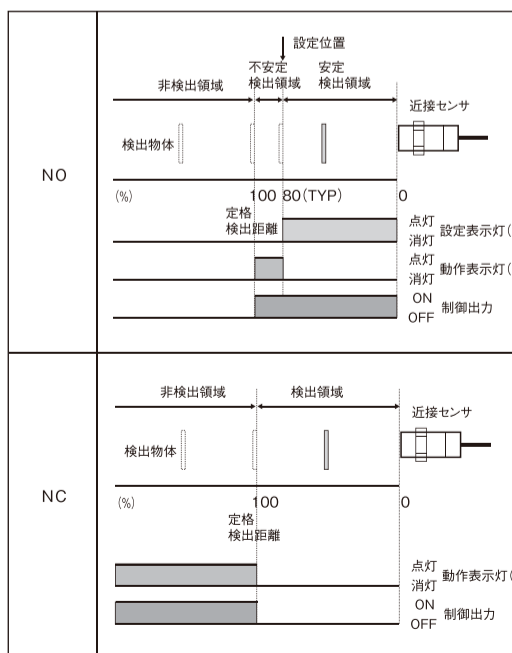 NO
設定位置
不安定 安定
非検出領域 検出領域 検出領域
近接センサ
検出物体
(%) 100 80(TYP) 0
定格
検出距離
点灯
消灯
設定表示灯(
点灯
消灯
動作表示灯(
ON
OFF
制御出力
NC
非検出領域 検出領域
近接センサ
検出物体
(%) 100 0
定格
検出距離
点灯
消灯
動作表示灯(
ON
OFF
制御出力